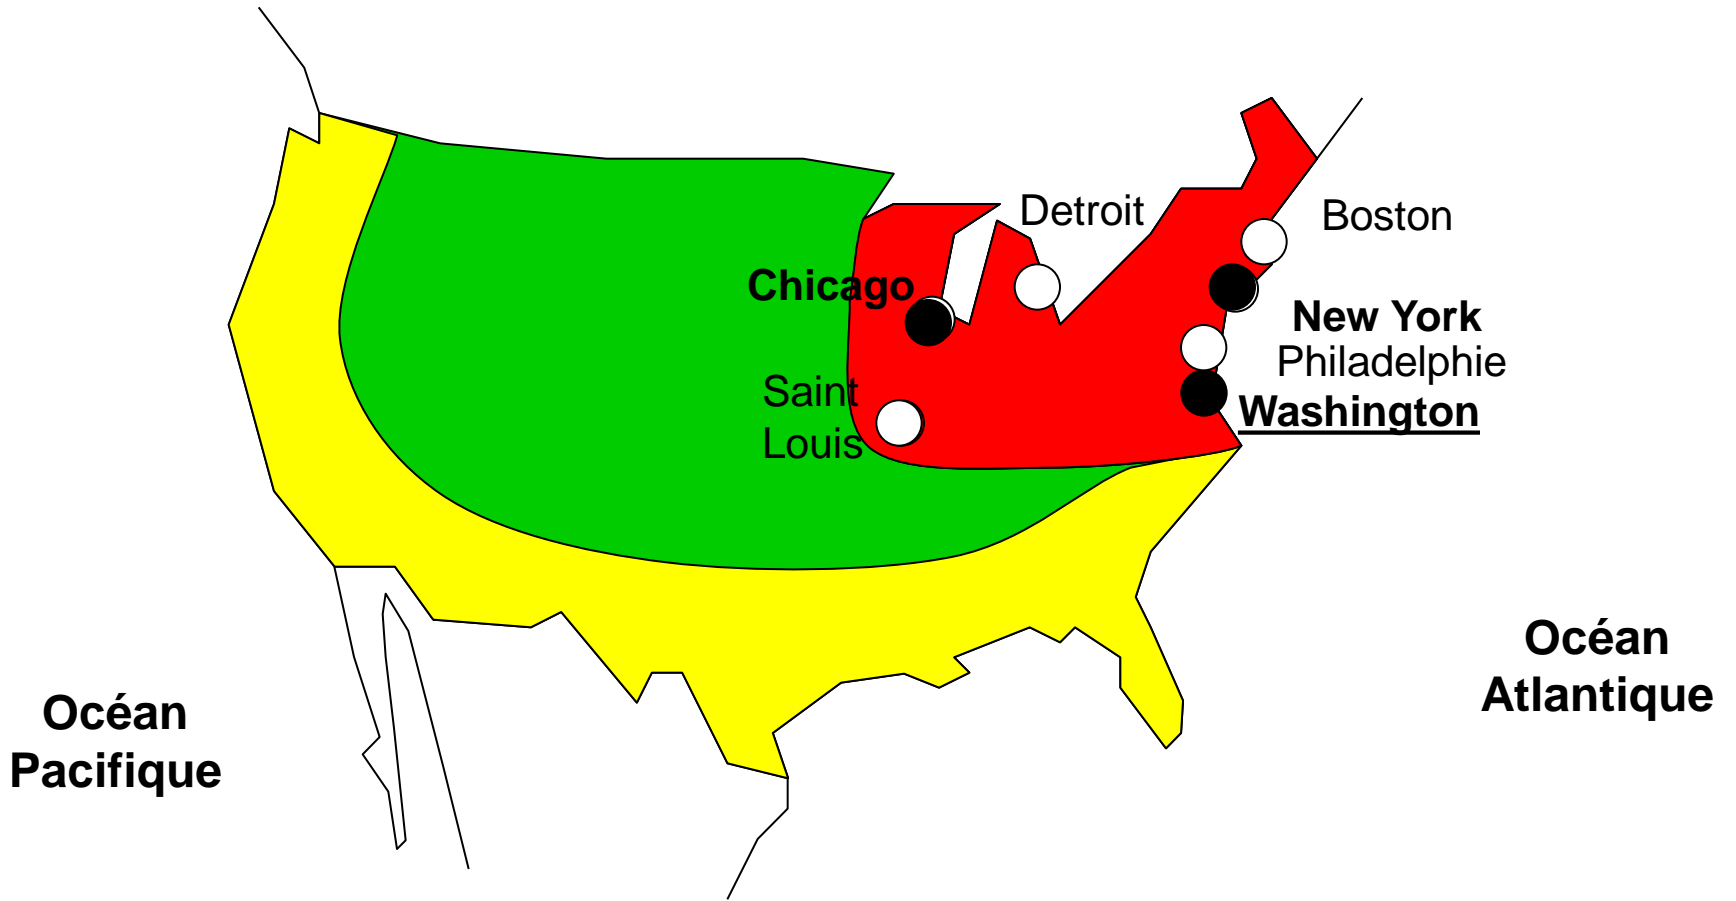 Detroit
Boston
Chicago
New York
Philadelphie
Saint
Louis
Washington
Océan
Atlantique
Océan
Pacifique